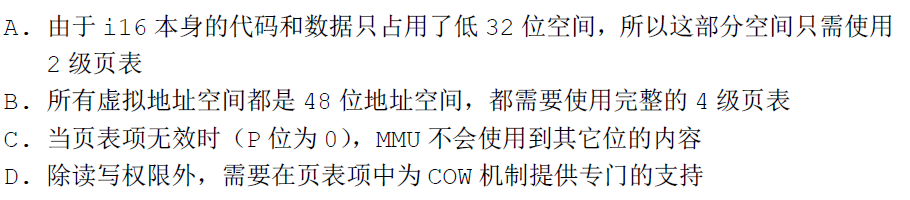 A. 由于 i16 本身的代码和数据只占用了低 32 位空间，所以这部分空间只需使用
2 级页表
B. 所有虚拟地址空间都是 48 位地址空间，都需要使用完整的 4 级页表
C. 当页表项无效时（P 位为 0），MMU 不会使用到其它位的内容
D. 除读写权限外，需要在页表项中为 COW 机制提供专门的支持